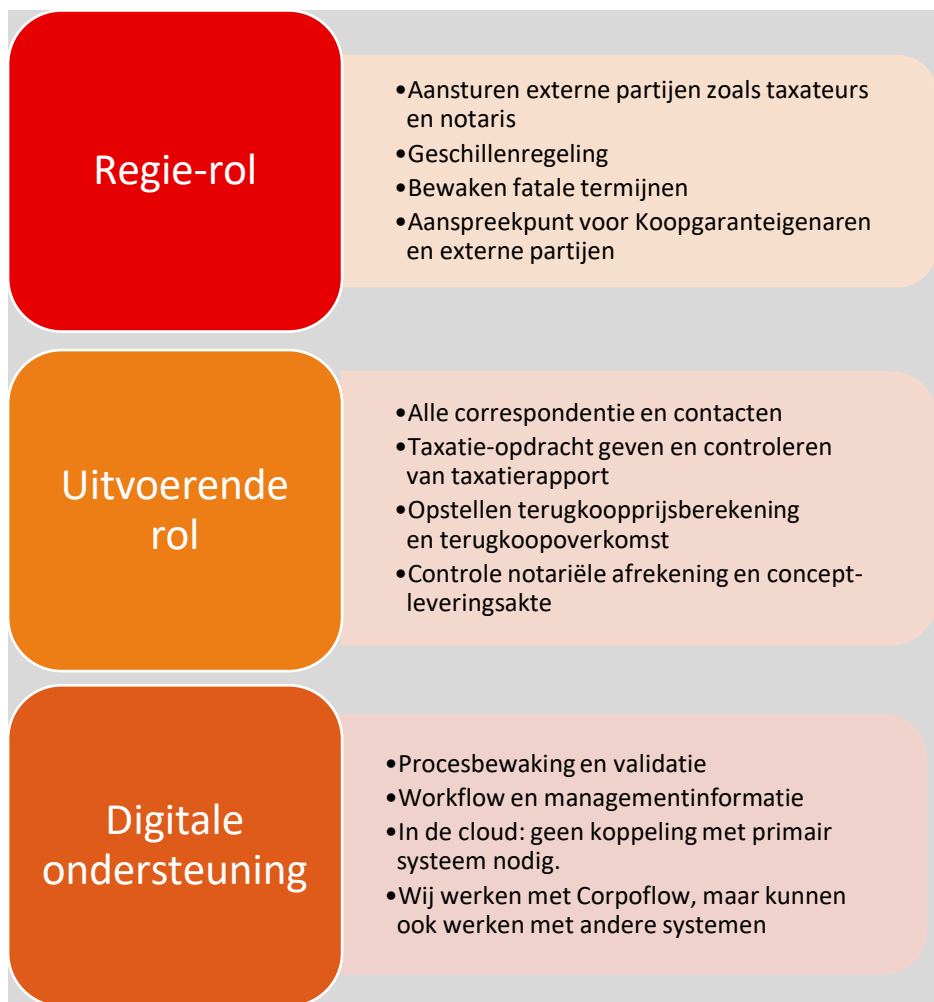 Regie-rol
•Aansturen externe partijen zoals taxateurs
en notaris
•Geschillenregeling
•Bewaken fatale termijnen
•Aanspreekpunt voor Koopgaranteigenaren
en externe partijen
Uitvoerende
rol
•Alle correspondentie en contacten
•Taxatie-opdracht geven en controleren
van taxatierapport
•Opstellen terugkoopprijsberekening
en terugkoopoverkomst
•Controle notariële afrekening en concept-
leveringsakte
Digitale
ondersteuning
•Procesbewaking en validatie
•Workflow en managementinformatie
•In de cloud: geen koppeling met primair
systeem nodig.
•Wij werken met Corpoflow, maar kunnen
ook werken met andere systemen